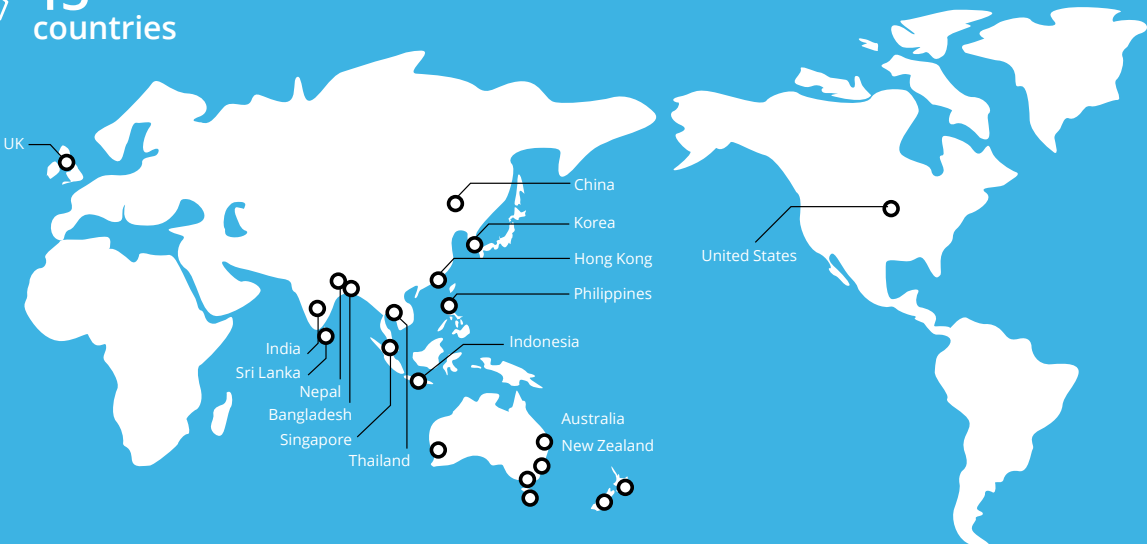 countries
UK
China
Korea
United States
Hong Kong
Philippines
Indonesia
India
Sri Lanka
Nepal
Bangladesh
Singapore
Thailand
Australia
New Zealand